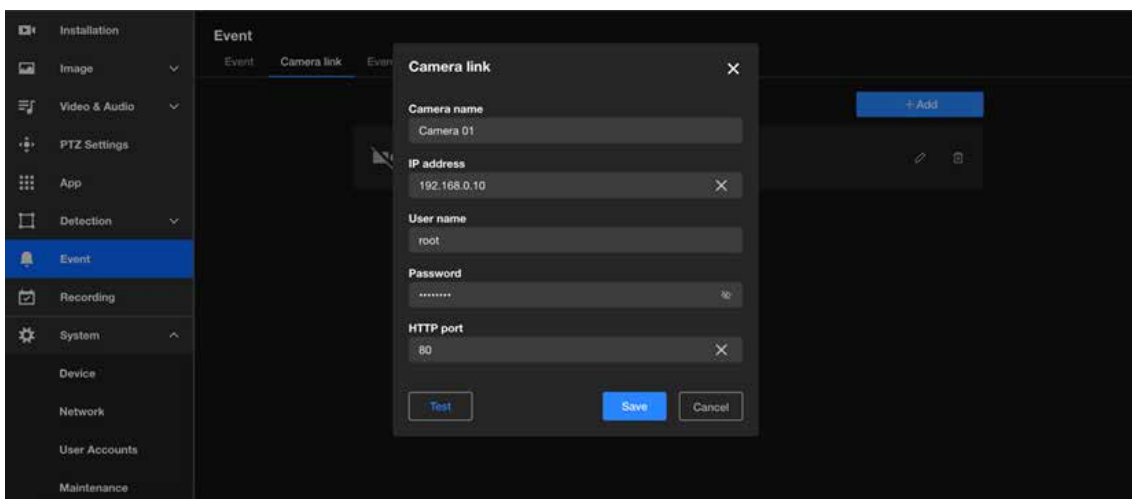 Installation
Image
Video & Audio
PTZ Settings
App
Detection
Event
Recording
System
Device
Network
User Accounts
Maintenance
Event
Event Camera link
+ Add
Camera link
Camera name
Camera 01
IP address
192.168.0.10
User name
root
Password
••••••••
HTTP port
80
Test Save Cancel